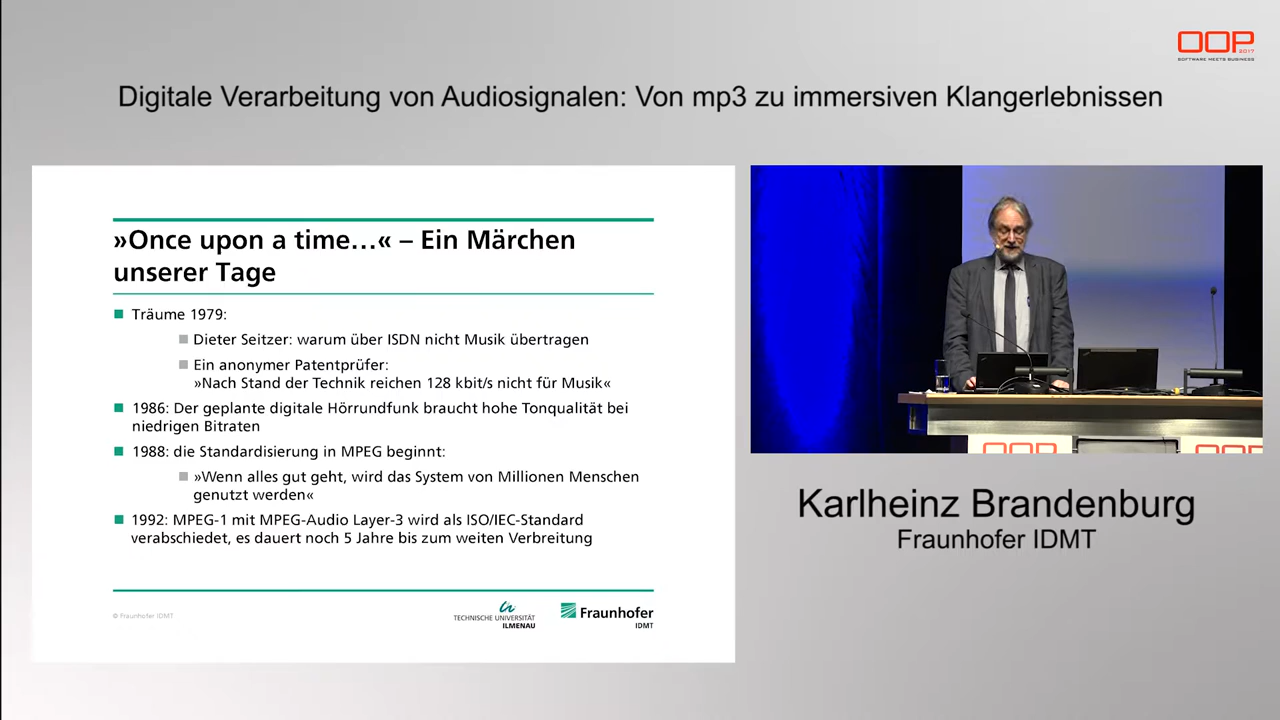 OOP
2017
SOFTWARE MEETS BUSINESS
Digitale Verarbeitung von Audiosignalen: Von mp3 zu immersiven Klangerlebnissen
»Once upon a time…« – Ein Märchen
unserer Tage
Träume 1979:
Dieter Seitzer: warum über ISDN nicht Musik übertragen
Ein anonymer Patentprüfer:
»Nach Stand der Technik reichen 128 kbit/s nicht für Musik«
1986: Der geplante digitale Hörrundfunk braucht hohe Tonqualität bei
niedrigen Bitraten
1988: die Standardisierung in MPEG beginnt:
»Wenn alles gut geht, wird das System von Millionen Menschen
genutzt werden«
1992: MPEG-1 mit MPEG-Audio Layer-3 wird als ISO/IEC-Standard
verabschiedet, es dauert noch 5 Jahre bis zum weiten Verbreitung
© Fraunhofer IDMT
TECHNISCHE UNIVERSITÄT
ILMENAU
Fraunhofer
IDMT
OOP
OOP
Karlheinz Brandenburg
Fraunhofer IDMT